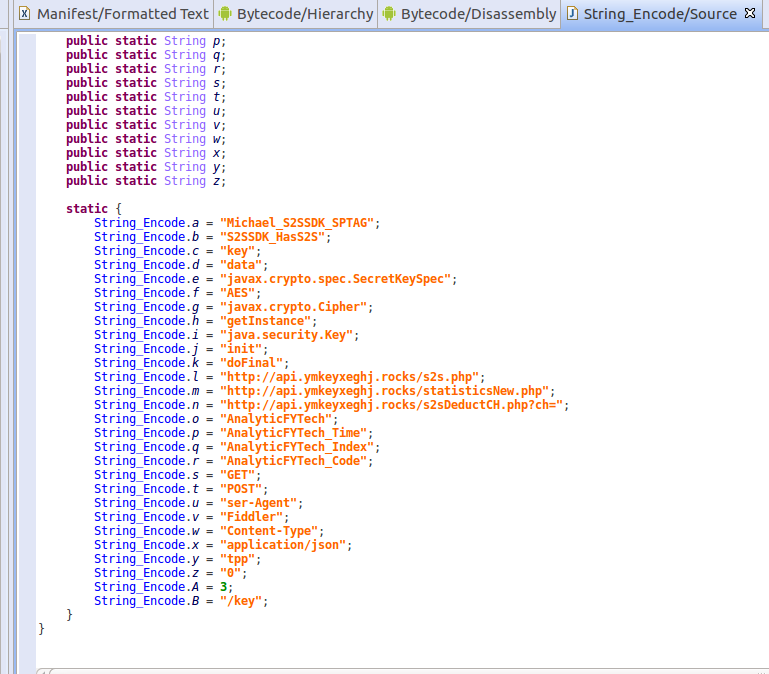 Manifest/Formatted Text Bytecode/Hierarchy Bytecode/Disassembly String_Encode/Source
public static String p;
public static String q;
public static String r;
public static String s;
public static String t;
public static String u;
public static String v;
public static String w;
public static String x;
public static String y;
public static String z;
static {
String_Encode.a = "Michael_S2SSDK_SPTAG";
String_Encode.b = "S2SSDK_HasS2S";
String_Encode.c = "key";
String_Encode.d = "data";
String_Encode.e = "javax.crypto.spec.SecretKeySpec";
String_Encode.f = "AES";
String_Encode.g = "javax.crypto.Cipher";
String_Encode.h = "getInstance";
String_Encode.i = "java.security.Key";
String_Encode.j = "init";
String_Encode.k = "doFinal";
String_Encode.l = "http://api.ymkeyxeghj.rocks/s2s.php";
String_Encode.m = "http://api.ymkeyxeghj.rocks/statisticsNew.php";
String_Encode.n = "http://api.ymkeyxeghj.rocks/s2sDeductCH.php?ch=";
String_Encode.o = "AnalyticFYTech";
String_Encode.p = "AnalyticFYTech_Time";
String_Encode.q = "AnalyticFYTech_Index";
String_Encode.r = "AnalyticFYTech_Code";
String_Encode.s = "GET";
String_Encode.t = "POST";
String_Encode.u = "ser-Agent";
String_Encode.v = "Fiddler";
String_Encode.w = "Content-Type";
String_Encode.x = "application/json";
String_Encode.y = "tpp";
String_Encode.z = "0";
String_Encode.A = 3;
String_Encode.B = "/key";
}
}